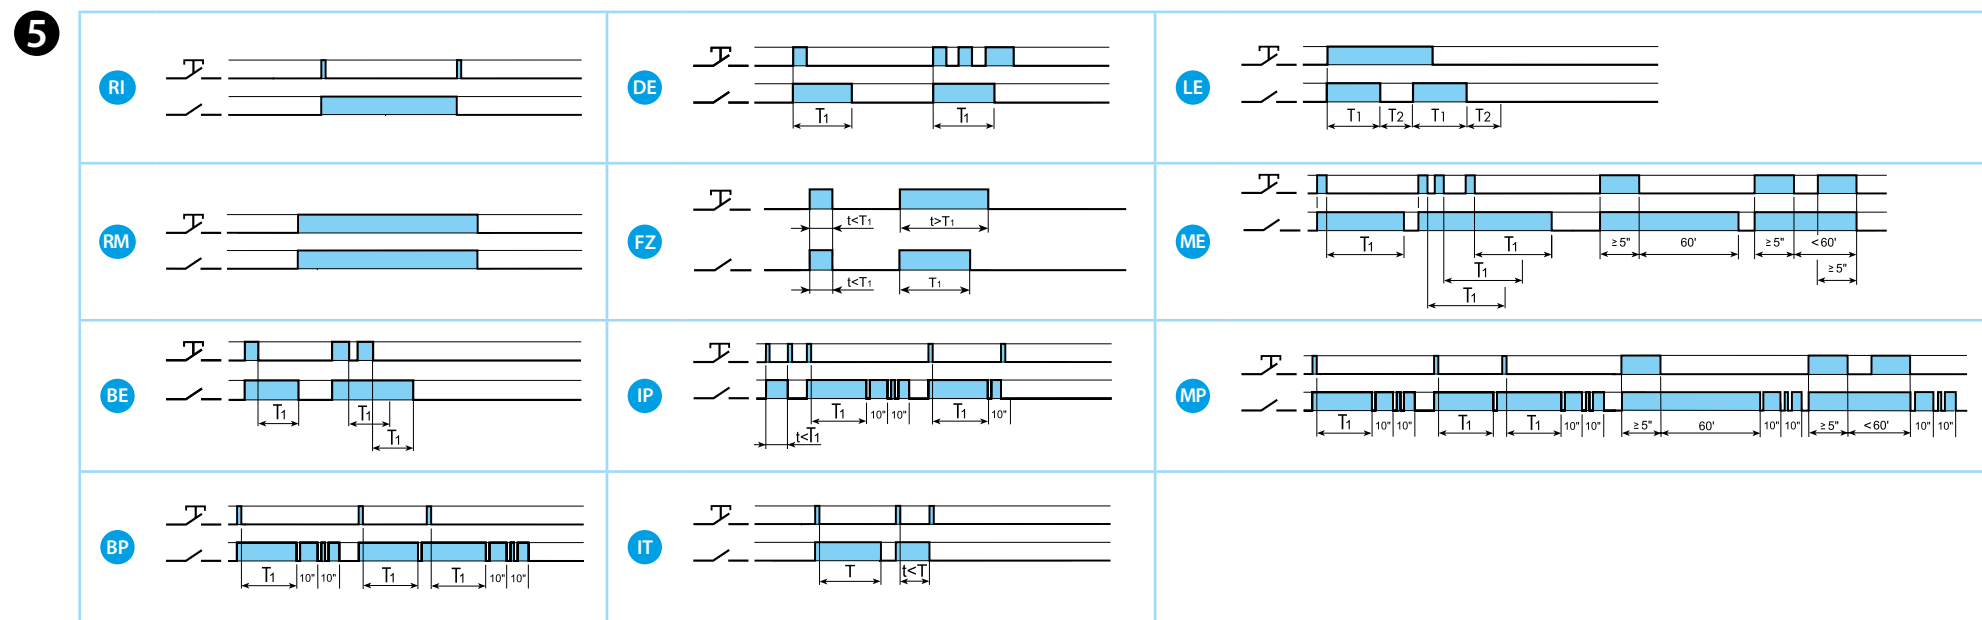 5
RI
DE
T1 T1
LE
T1 T2 T1 T2
RM
FZ
t<T1 t>T1
t<T1 T1
ME
T1 T1 ≥5" 60' ≥5" <60'
T1 ≥5"
T1
BE
T1 T1
T1
IP
T1 10" 10" T1 10"
t<T1
MP
T1 10" 10" T1 T1 10" 10" ≥5" 60' 10" 10" ≥5" <60' 10" 10"
BP
T1 10" 10" T1 T1 10" 10"
IT
T t<T